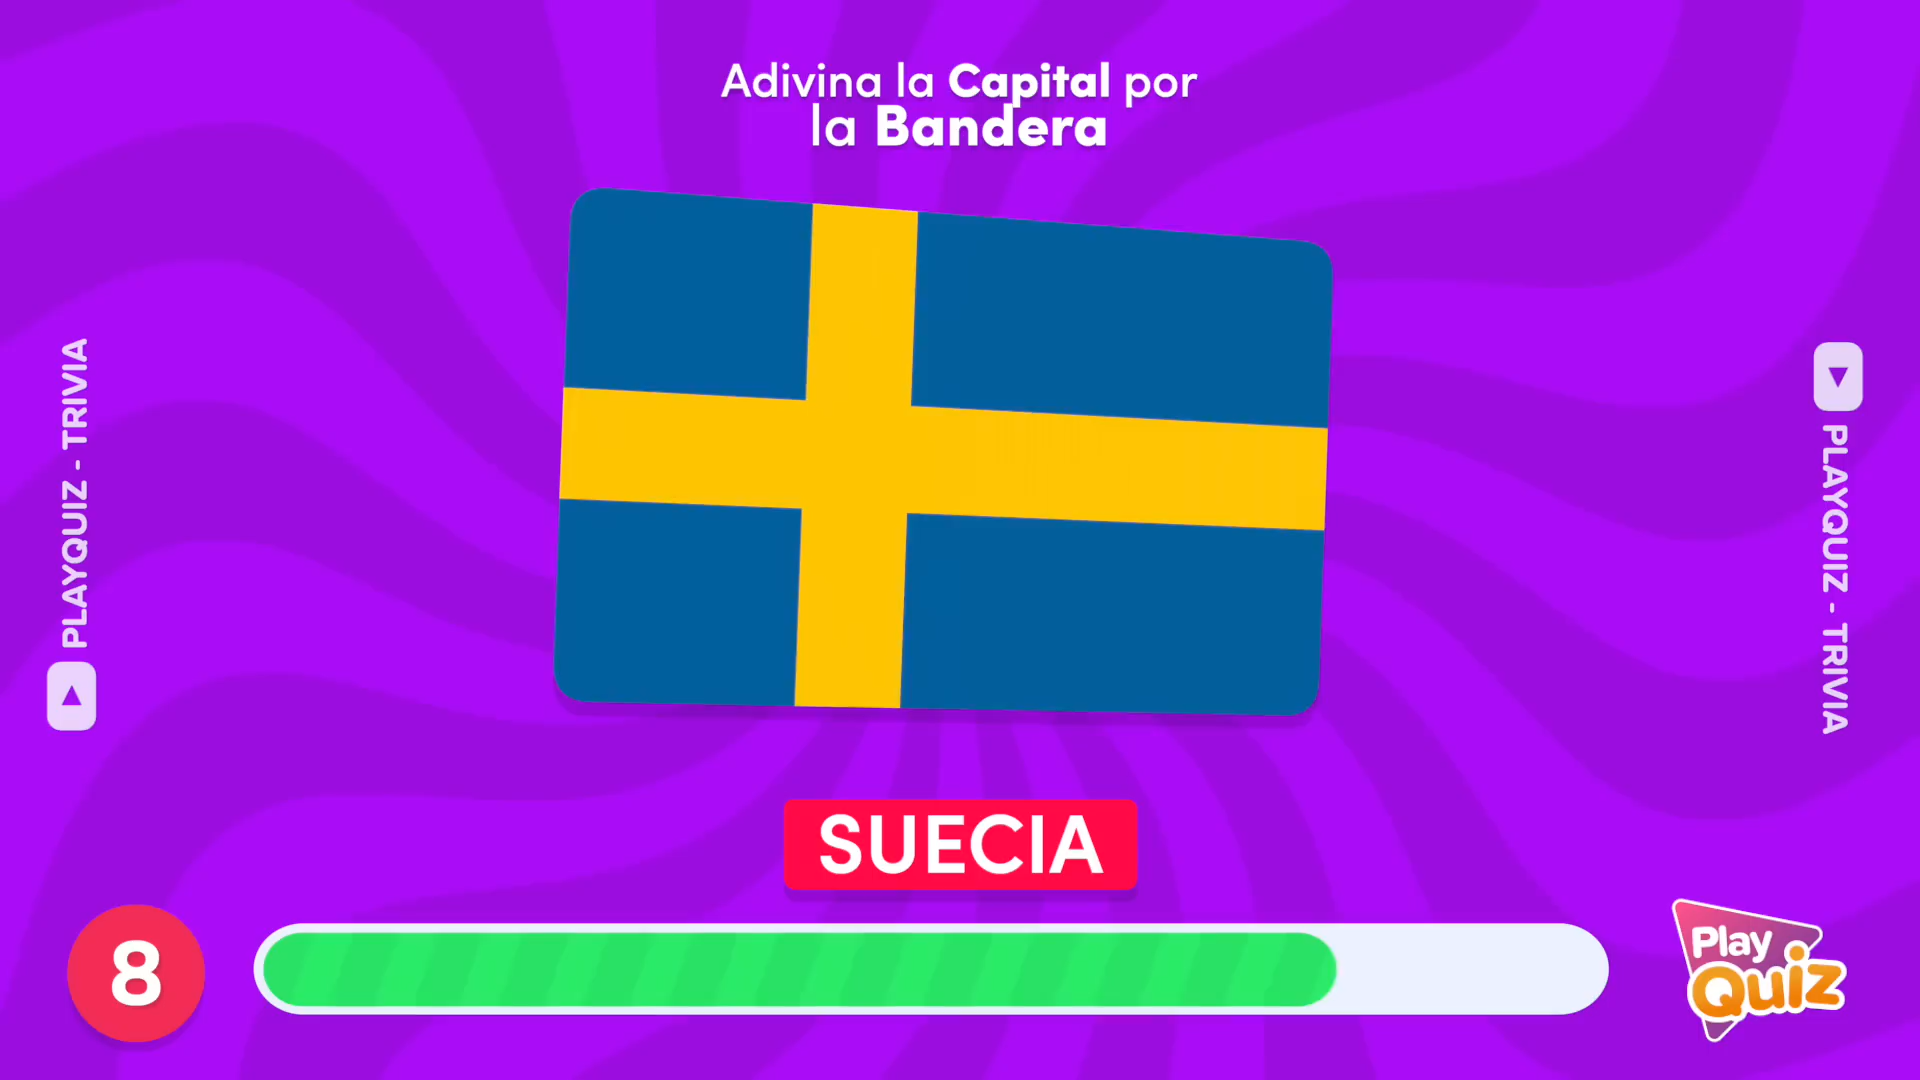 Adivina la Capital por
la Bandera
PLAYQUIZ - TRIVIA
PLAYQUIZ - TRIVIA
SUECIA
8
Play
Quiz